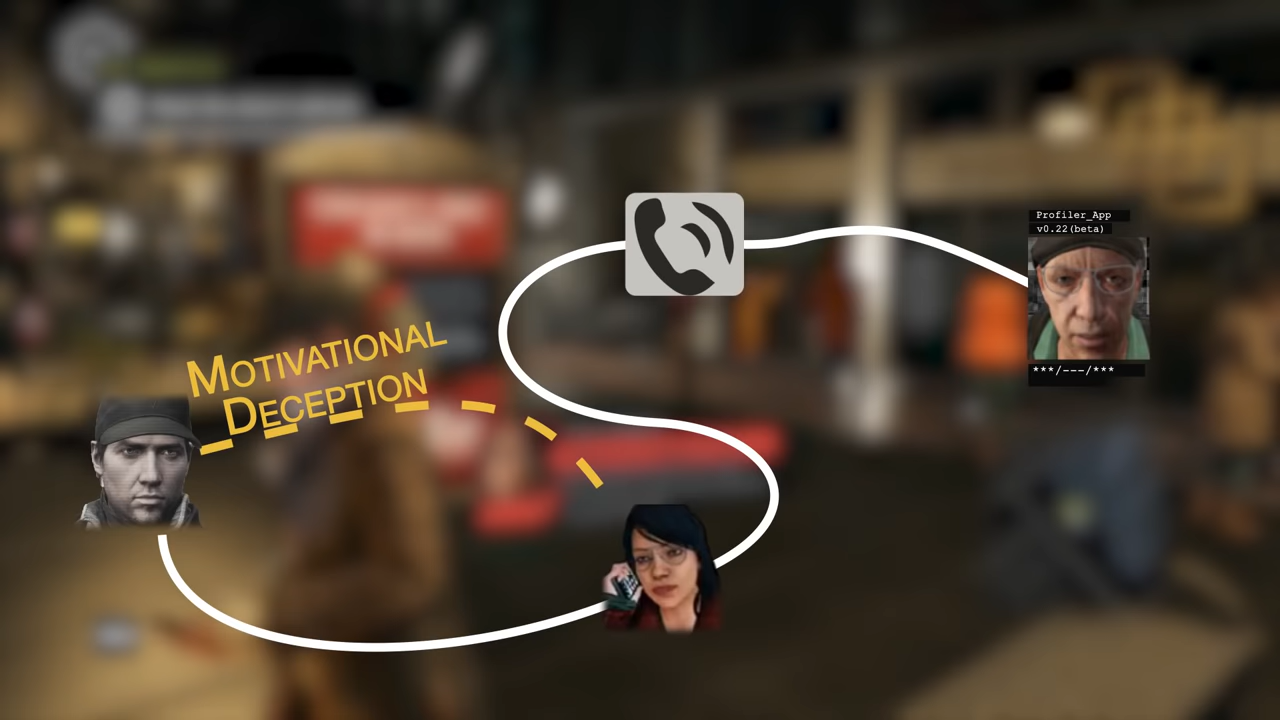 Profiler_App
v0.22(beta)
MOTIVATIONAL
DECEPTION
***/---/***